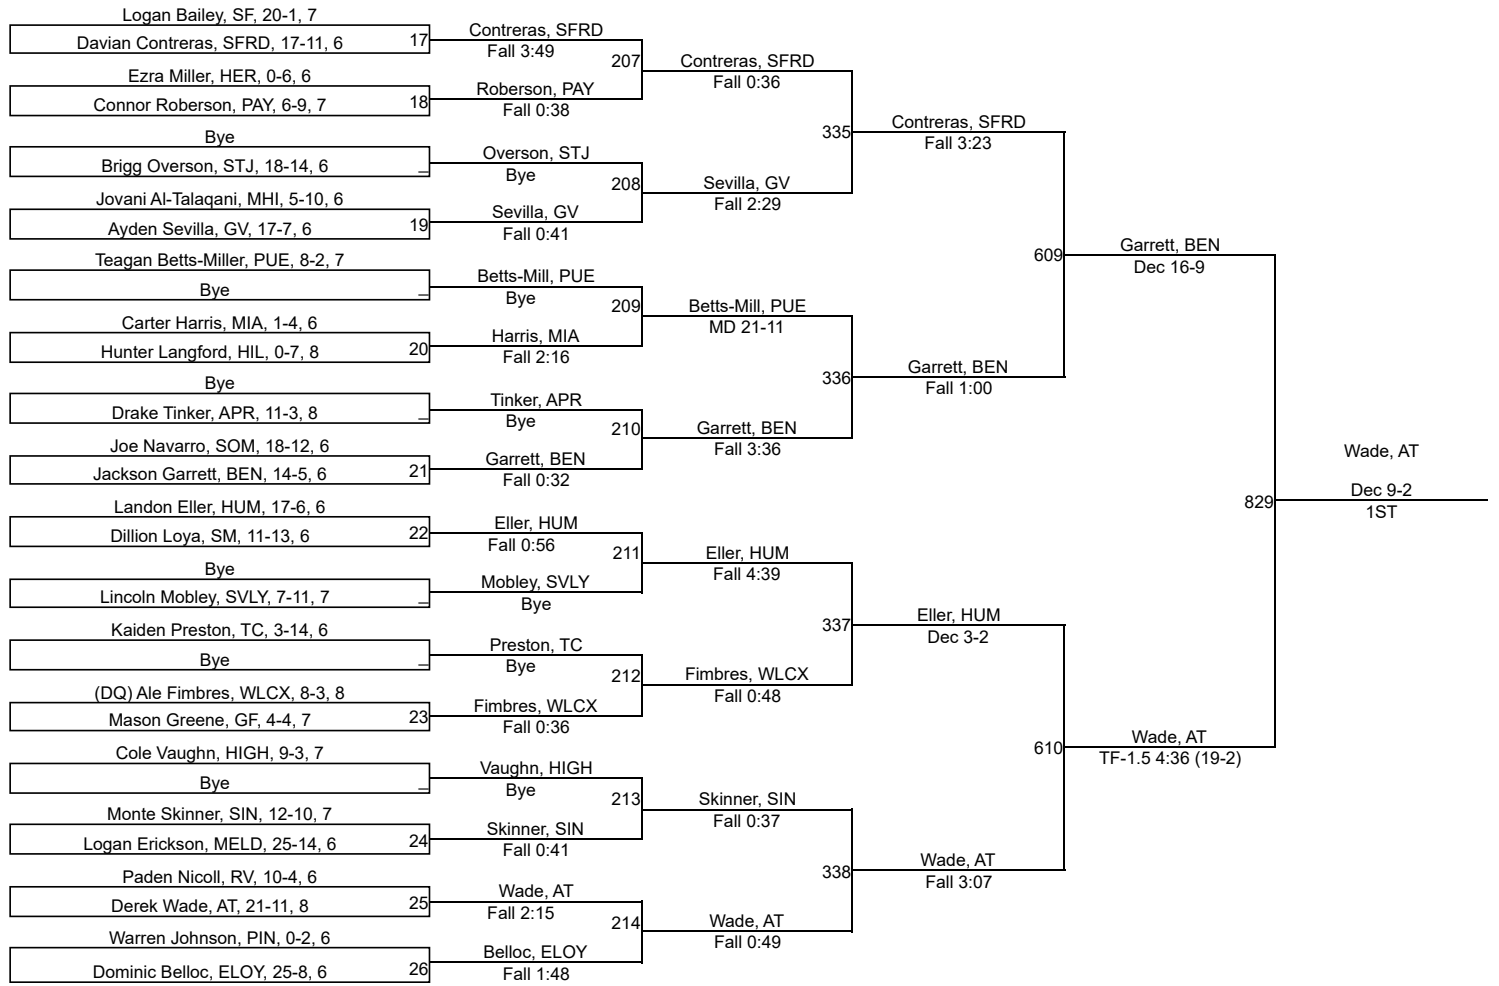 Logan Bailey, SF, 20-1, 7
Davian Contreras, SFRD, 17-11, 6
17
Ezra Miller, HER, 0-6, 6
Connor Roberson, PAY, 6-9, 7
18
Bye
Brigg Overson, STJ, 18-14, 6
_
Jovani Al-Talaqani, MHI, 5-10, 6
Ayden Sevilla, GV, 17-7, 6
19
Teagan Betts-Miller, PUE, 8-2, 7
Bye
_
Carter Harris, MIA, 1-4, 6
Hunter Langford, HIL, 0-7, 8
20
Bye
Drake Tinker, APR, 11-3, 8
_
Joe Navarro, SOM, 18-12, 6
Jackson Garrett, BEN, 14-5, 6
21
Landon Eller, HUM, 17-6, 6
Dillion Loya, SM, 11-13, 6
22
Bye
Lincoln Mobley, SVLY, 7-11, 7
_
Kaiden Preston, TC, 3-14, 6
Bye
_
(DQ) Ale Fimbres, WLCX, 8-3, 8
Mason Greene, GF, 4-4, 7
23
Cole Vaughn, HIGH, 9-3, 7
Bye
_
Monte Skinner, SIN, 12-10, 7
Logan Erickson, MELD, 25-14, 6
24
Paden Nicoll, RV, 10-4, 6
Derek Wade, AT, 21-11, 8
25
Warren Johnson, PIN, 0-2, 6
Dominic Belloc, ELOY, 25-8, 6
26
Contreras, SFRD
Fall 3:49
207
Roberson, PAY
Fall 0:38
Overson, STJ
Bye
208
Sevilla, GV
Fall 0:41
Betts-Mill, PUE
Bye
209
Harris, MIA
Fall 2:16
Tinker, APR
Bye
210
Garrett, BEN
Fall 0:32
Eller, HUM
Fall 0:56
211
Mobley, SVLY
Bye
Preston, TC
Bye
212
Fimbres, WLCX
Fall 0:36
Vaughn, HIGH
Bye
213
Skinner, SIN
Fall 0:41
Wade, AT
Fall 2:15
214
Belloc, ELOY
Fall 1:48
Contreras, SFRD
Fall 0:36
335
Sevilla, GV
Fall 2:29
Betts-Mill, PUE
MD 21-11
336
Garrett, BEN
Fall 3:36
Eller, HUM
Fall 4:39
337
Fimbres, WLCX
Fall 0:48
Skinner, SIN
Fall 0:37
338
Wade, AT
Fall 0:49
Contreras, SFRD
Fall 3:23
609
Garrett, BEN
Fall 1:00
Eller, HUM
Dec 3-2
610
Wade, AT
Fall 3:07
Garrett, BEN
Dec 16-9
829
Wade, AT
TF-1.5 4:36 (19-2)
Wade, AT
Dec 9-2
1ST